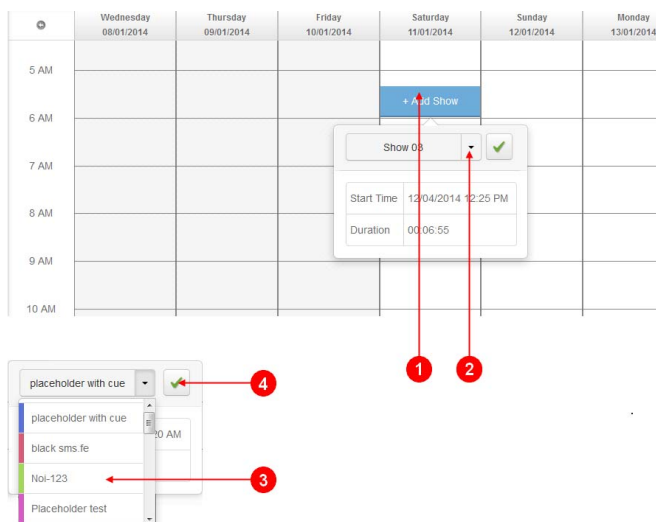 Wednesday Thursday Friday Saturday Sunday Monday
08/01/2014 09/01/2014 10/01/2014 11/01/2014 12/01/2014 13/01/2014
5 AM
+ Add Show
6 AM
Show 03
7 AM
Start Time 12/04/2014 12:25 PM
8 AM
Duration 00:06:55
9 AM
10 AM
1 2
placeholder with cue 4
placeholder with cue
20 AM
black sms.fe
Noi-123 3
Placeholder test